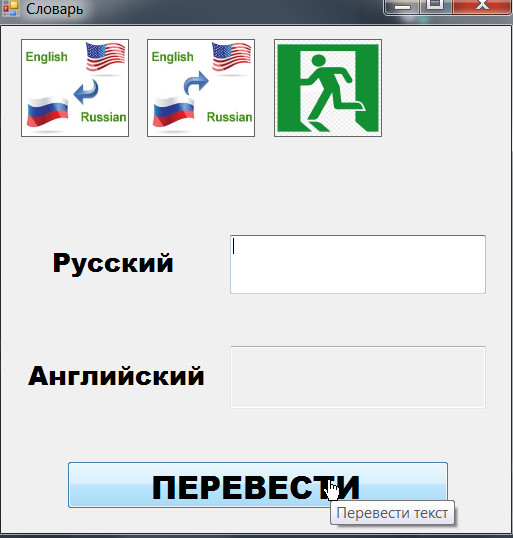 Словарь
English
Russian
English
Russian
Русский
Английский
ПЕРЕВЕСТИ
Перевести текст